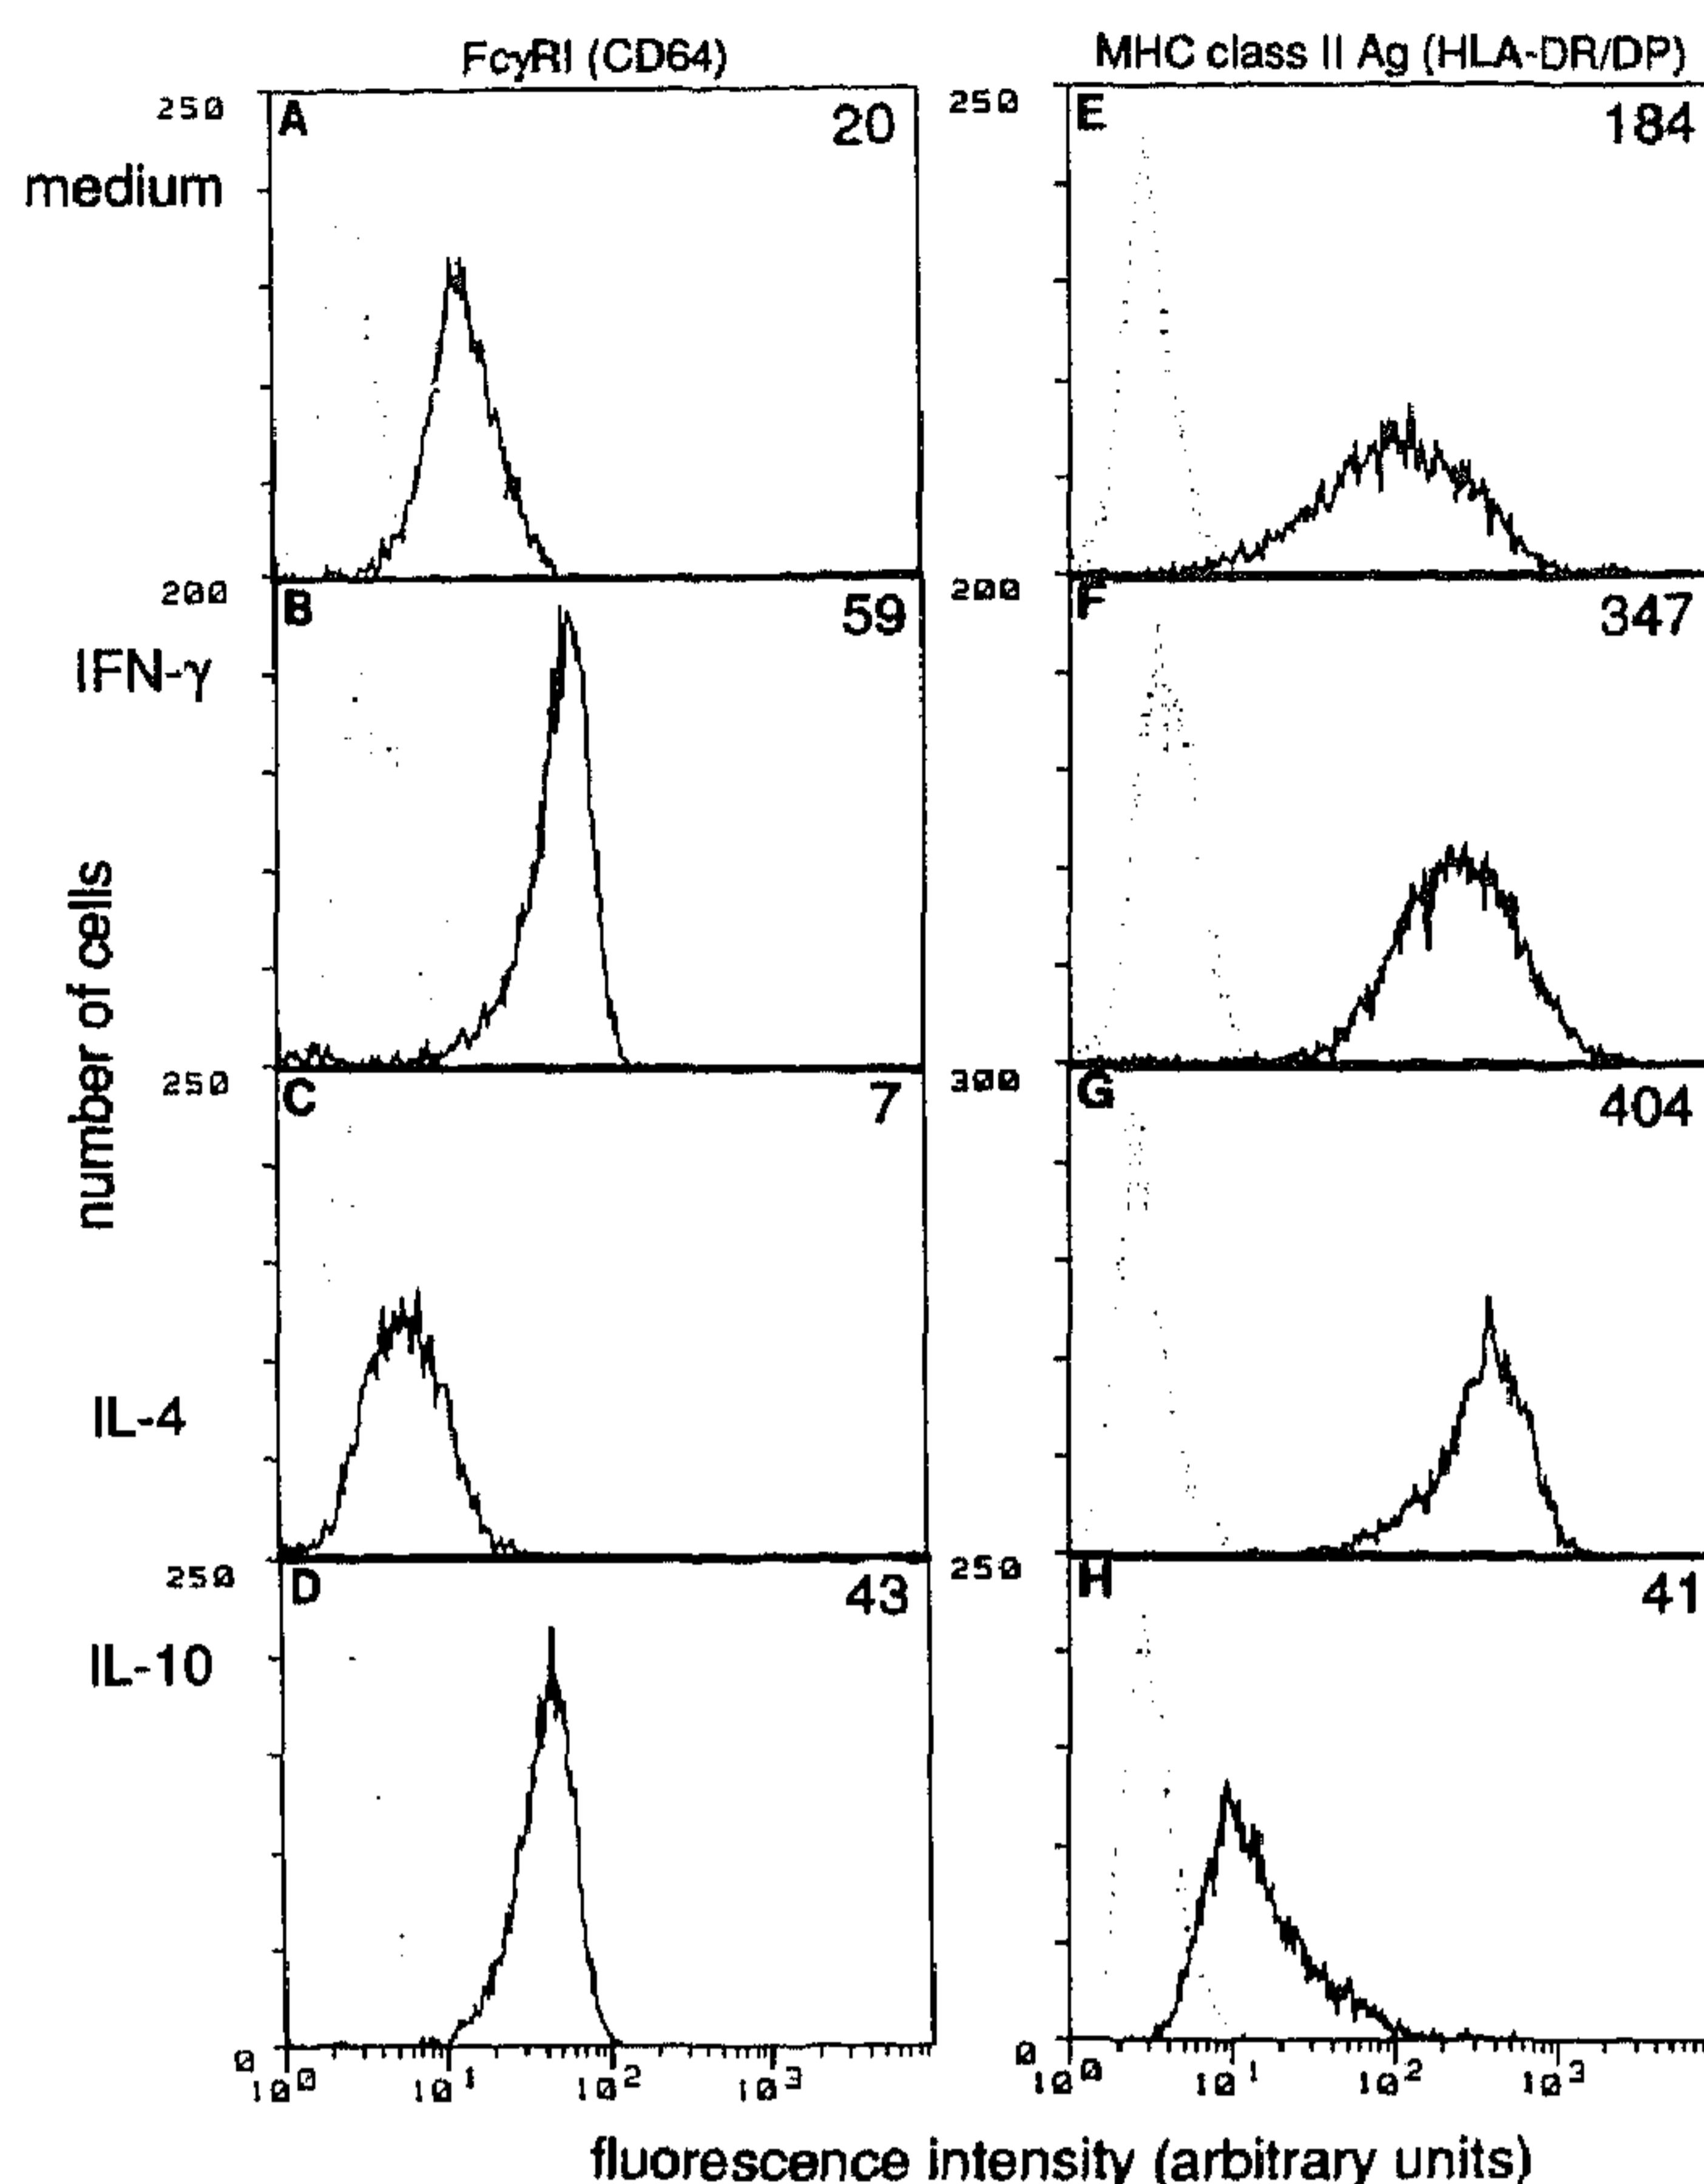 FcγRI (CD64)
MHC class II Ag (HLA-DR/DP)
250
A
20
250
E
184
medium
200
B
59
200
F
347
IFN-γ
number of cells
250
C
7
300
G
404
IL-4
250
D
43
250
H
41
IL-10
0
10⁰ 10¹ 10² 10³
0
10⁰ 10¹ 10² 10³
fluorescence intensity (arbitrary units)